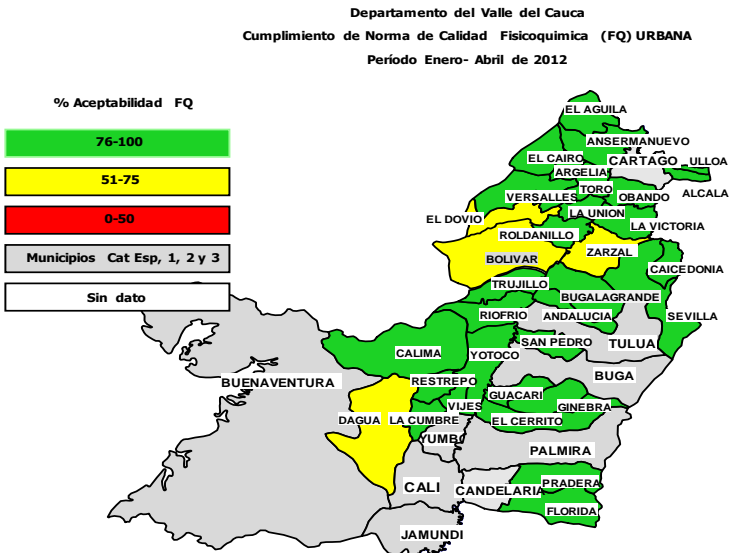 Departamento del Valle del Cauca
Cumplimiento de Norma de Calidad Fisicoquimica (FQ) URBANA
Período Enero- Abril de 2012
% Aceptabilidad FQ
76-100
51-75
0-50
Municipios Cat Esp, 1, 2 y 3
Sin dato
EL AGUILA
ANSERMANUEVO
EL CAIRO
CARTAGO
ULLOA
ARGELIA
TORO
ALCALA
VERSALLES
OBANDO
EL DOVIO
LA UNION
LA VICTORIA
ROLDANILLO
ZARZAL
BOLIVAR
CAICEDONIA
TRUJILLO
BUGALAGRANDE
RIOFRIO
ANDALUCIA
SEVILLA
SAN PEDRO
TULUA
CALIMA
YOTOCO
BUENAVENTURA
RESTREPO
BUGA
GUACARI
VIJES
GINEBRA
DAGUA
LA CUMBRE
EL CERRITO
YUMBO
PALMIRA
CALI
CANDELARIA
PRADERA
FLORIDA
JAMUNDI